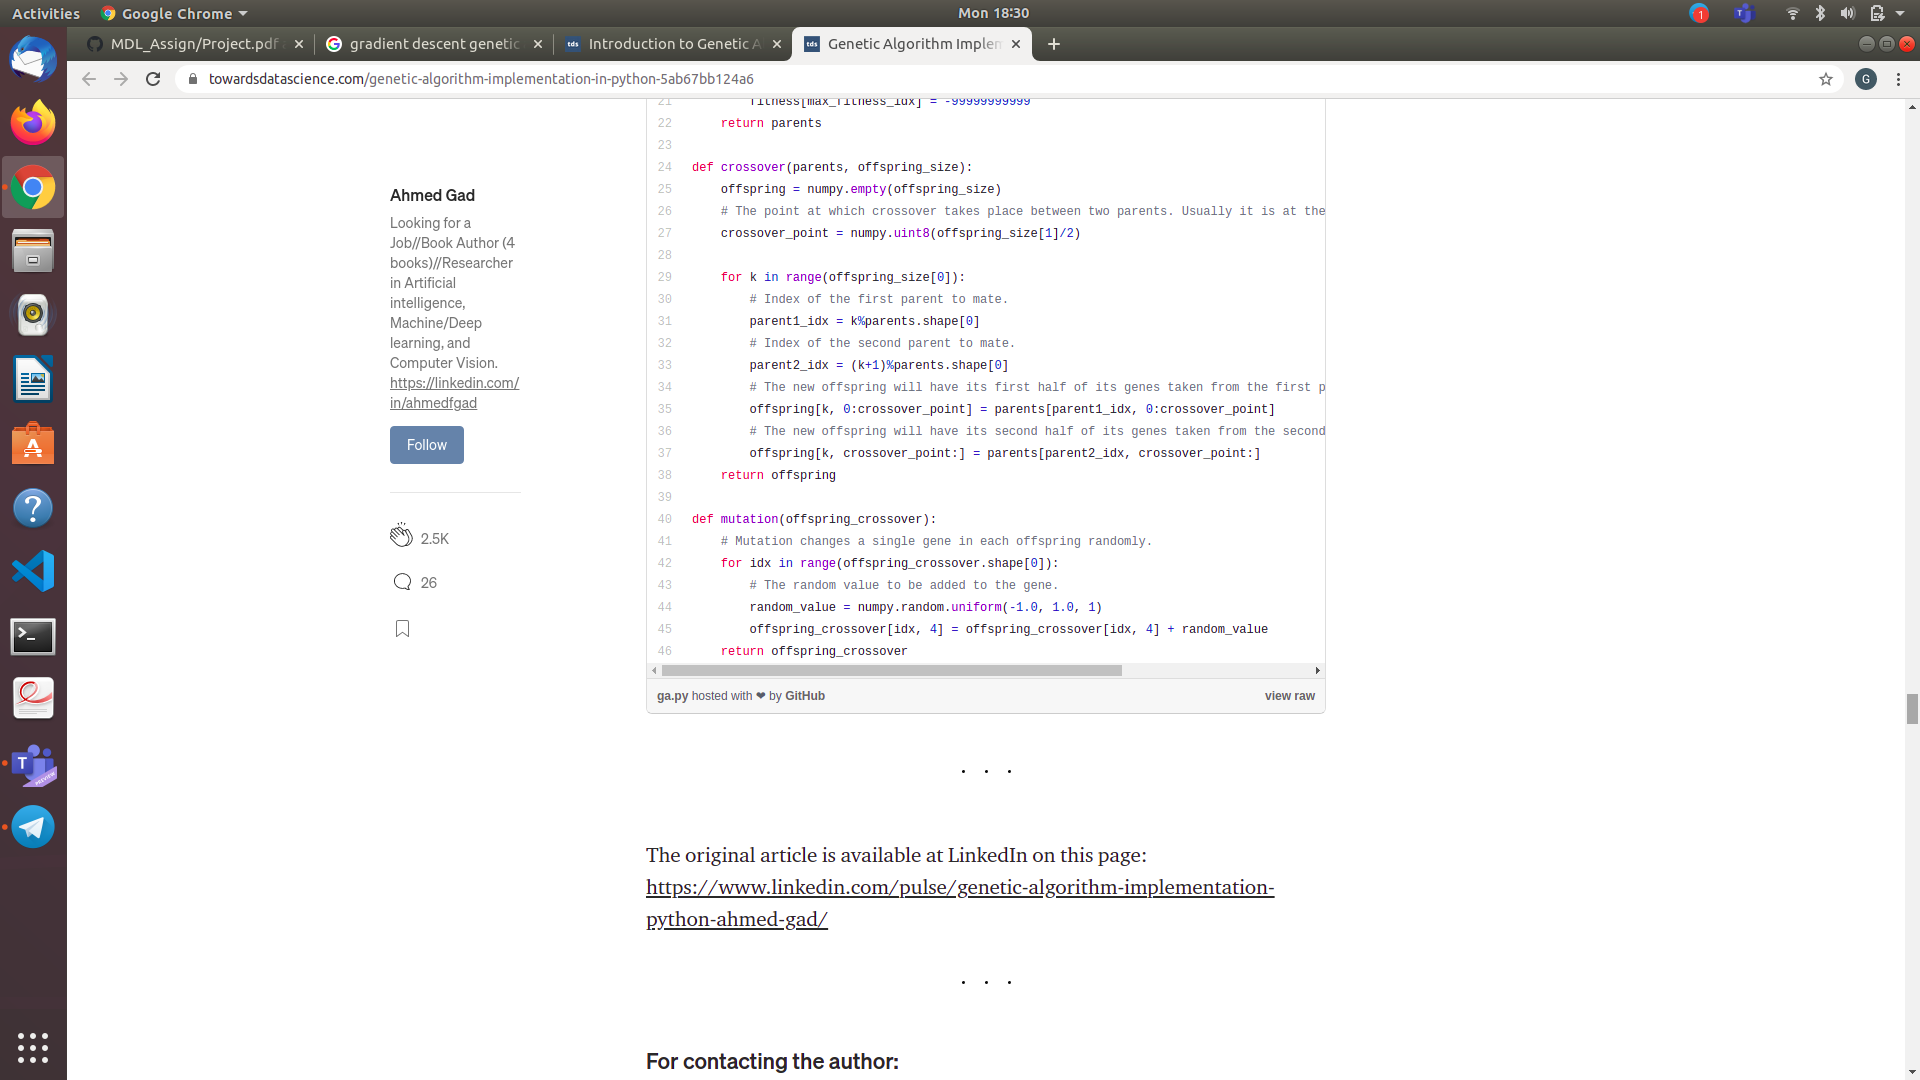 Activities
Google Chrome
Mon 18:30
1
MDL_Assign/Project.pdf
gradient descent genetic
Introduction to Genetic A
Genetic Algorithm Implem
towardsdatascience.com/genetic-algorithm-implementation-in-python-5ab67bb124a6
G
Ahmed Gad
Looking for a
Job//Book Author (4
books)//Researcher
in Artificial
intelligence,
Machine/Deep
learning, and
Computer Vision.
https://linkedin.com/
in/ahmedfgad
Follow
2.5K
26
21 fitness[max_fitness_idx] = -99999999999
22 return parents
23
24 def crossover(parents, offspring_size):
25 offspring = numpy.empty(offspring_size)
26 # The point at which crossover takes place between two parents. Usually it is at the
27 crossover_point = numpy.uint8(offspring_size[1]/2)
28
29 for k in range(offspring_size[0]):
30 # Index of the first parent to mate.
31 parent1_idx = k%parents.shape[0]
32 # Index of the second parent to mate.
33 parent2_idx = (k+1)%parents.shape[0]
34 # The new offspring will have its first half of its genes taken from the first p
35 offspring[k, 0:crossover_point] = parents[parent1_idx, 0:crossover_point]
36 # The new offspring will have its second half of its genes taken from the second
37 offspring[k, crossover_point:] = parents[parent2_idx, crossover_point:]
38 return offspring
39
40 def mutation(offspring_crossover):
41 # Mutation changes a single gene in each offspring randomly.
42 for idx in range(offspring_crossover.shape[0]):
43 # The random value to be added to the gene.
44 random_value = numpy.random.uniform(-1.0, 1.0, 1)
45 offspring_crossover[idx, 4] = offspring_crossover[idx, 4] + random_value
46 return offspring_crossover
ga.py hosted with ❤ by GitHub
view raw
. . .
The original article is available at LinkedIn on this page:
https://www.linkedin.com/pulse/genetic-algorithm-implementation-
python-ahmed-gad/
. . .
For contacting the author: